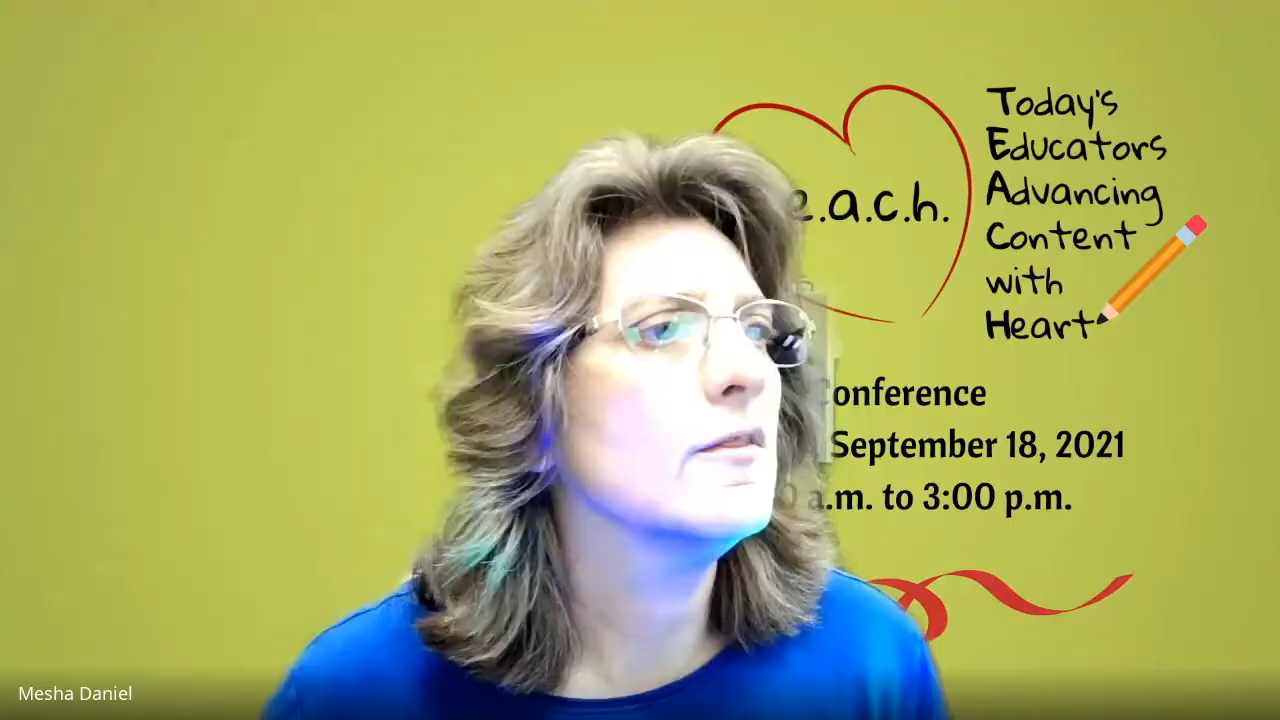 Today's
Educators
e.a.c.h.
Advancing
Content
with
Heart
onference
September 18, 2021
a.m. to 3:00 p.m.
Mesha Daniel